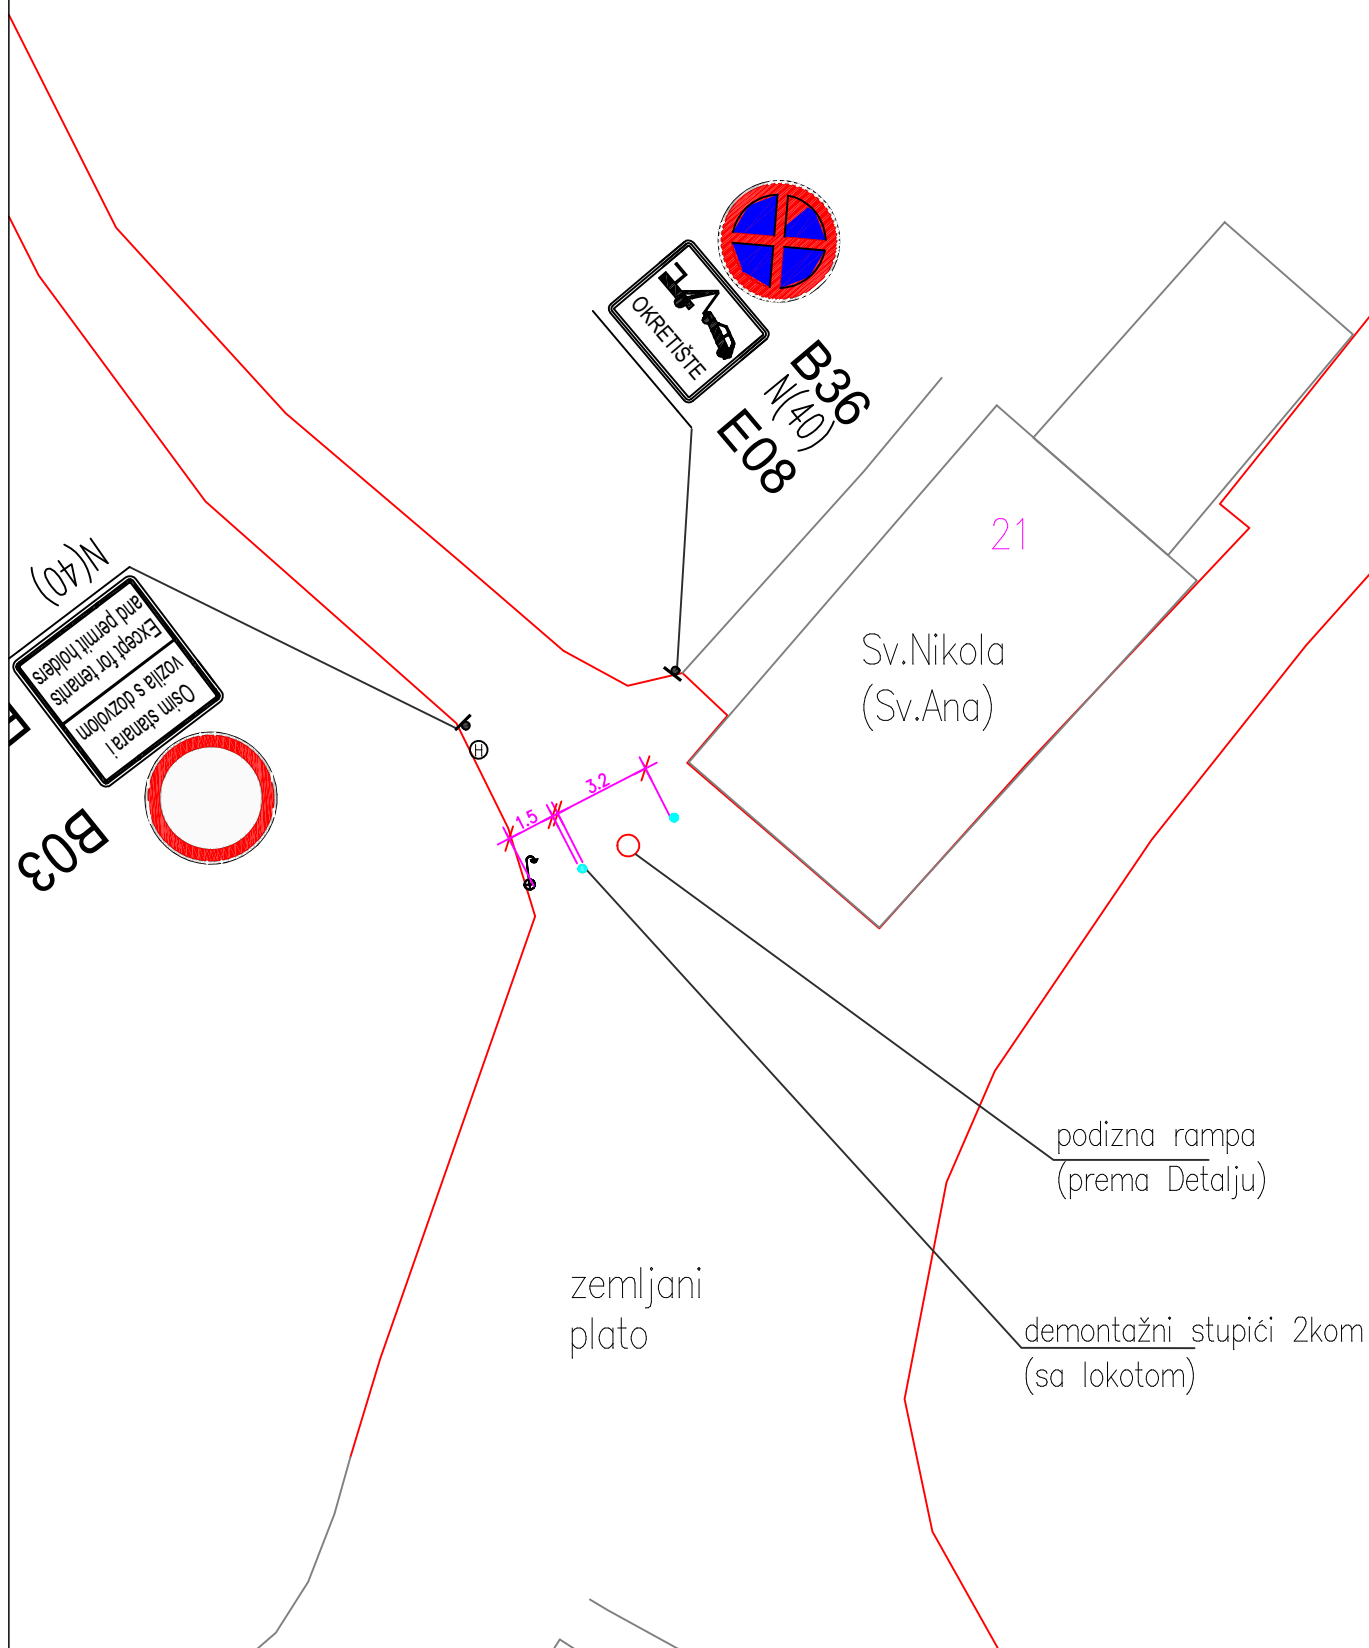 OKRETIŠTE
B36
N(40)
E08
21
Sv.Nikola
(Sv.Ana)
N(40)
Osim stanara i
vozila s dozvolom
Except for tenants
and permit holders
B03
H
1.5
3.2
podizna rampa
(prema Detalju)
zemljani
plato
demontažni stupići 2kom
(sa lokotom)